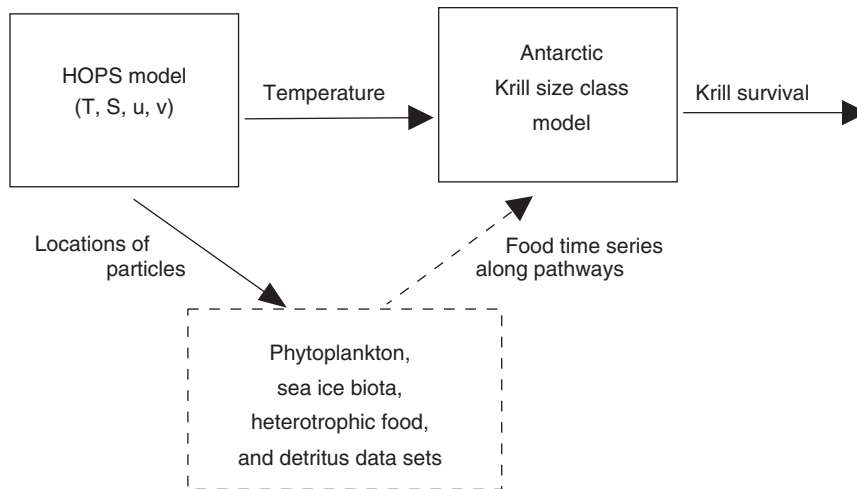 HOPS model
(T, S, u, v)
Temperature
Antarctic
Krill size class
model
Krill survival
Locations of
particles
Food time series
along pathways
Phytoplankton,
sea ice biota,
heterotrophic food,
and detritus data sets